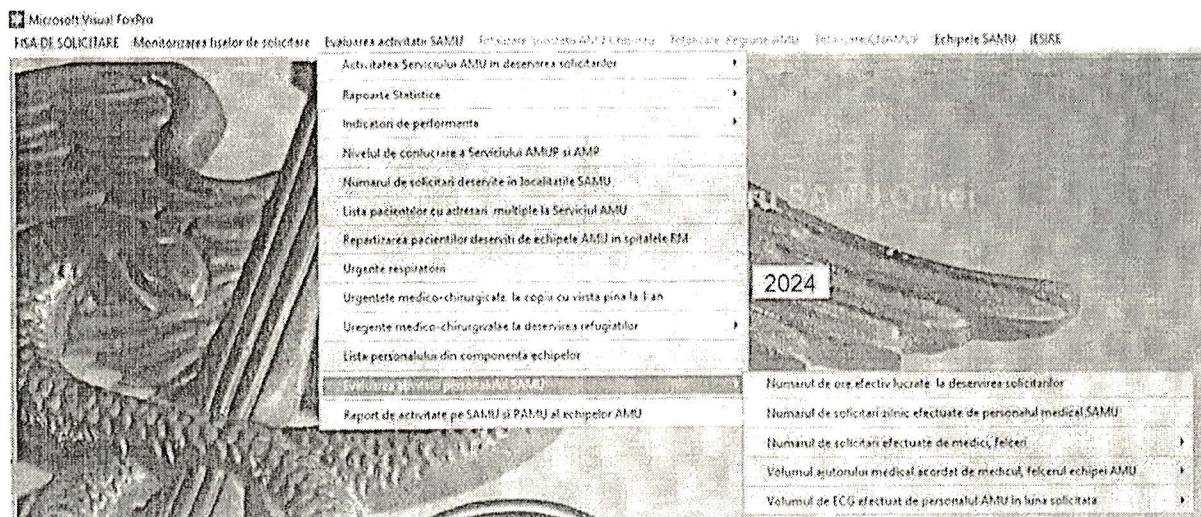 Microsoft Visual FoxPro
FISA DE SOLICITARE Monitorizarea fiselor de solicitare Evaluarea activitatii SAMU Echipele SAMU IESIRE
Activitatea Serviciului AMU in deservirea solicitarilor
Rapoarte Statistice
Indicatori de performanta
Nivelul de conlucrare a Serviciului AMUP si AMP
Numarul de solicitari deservite in localitatile SAMU
Lista pacientilor cu adresari multiple la Serviciul AMU
Repartizarea pacientilor deserviti de echipele AMU in spitalele RM
Urgente respiratorii
Urgentele medico-chirurgicale la copiii cu virsta pina la 1 an
Uregente medico-chirurgivalae la deservirea refugiatilor
Lista personalului din componenta echipelor
Evaluarea ativitatii personalului SAMU
Raport de activitate pe SAMU si PAMU al echipelor AMU
SAMU Orhei
2024
Numarul de ore efectiv lucrate la deservirea solicitarilor
Numarul de solicitari zilnic efectuate de personalul medical SAMU
Numarul de solicitari efectuate de medici, felceri
Volumul ajutorului medical acordat de medicul, felcerul echipei AMU
Volumul de ECG efectuat de personalul AMU in luna solicitata